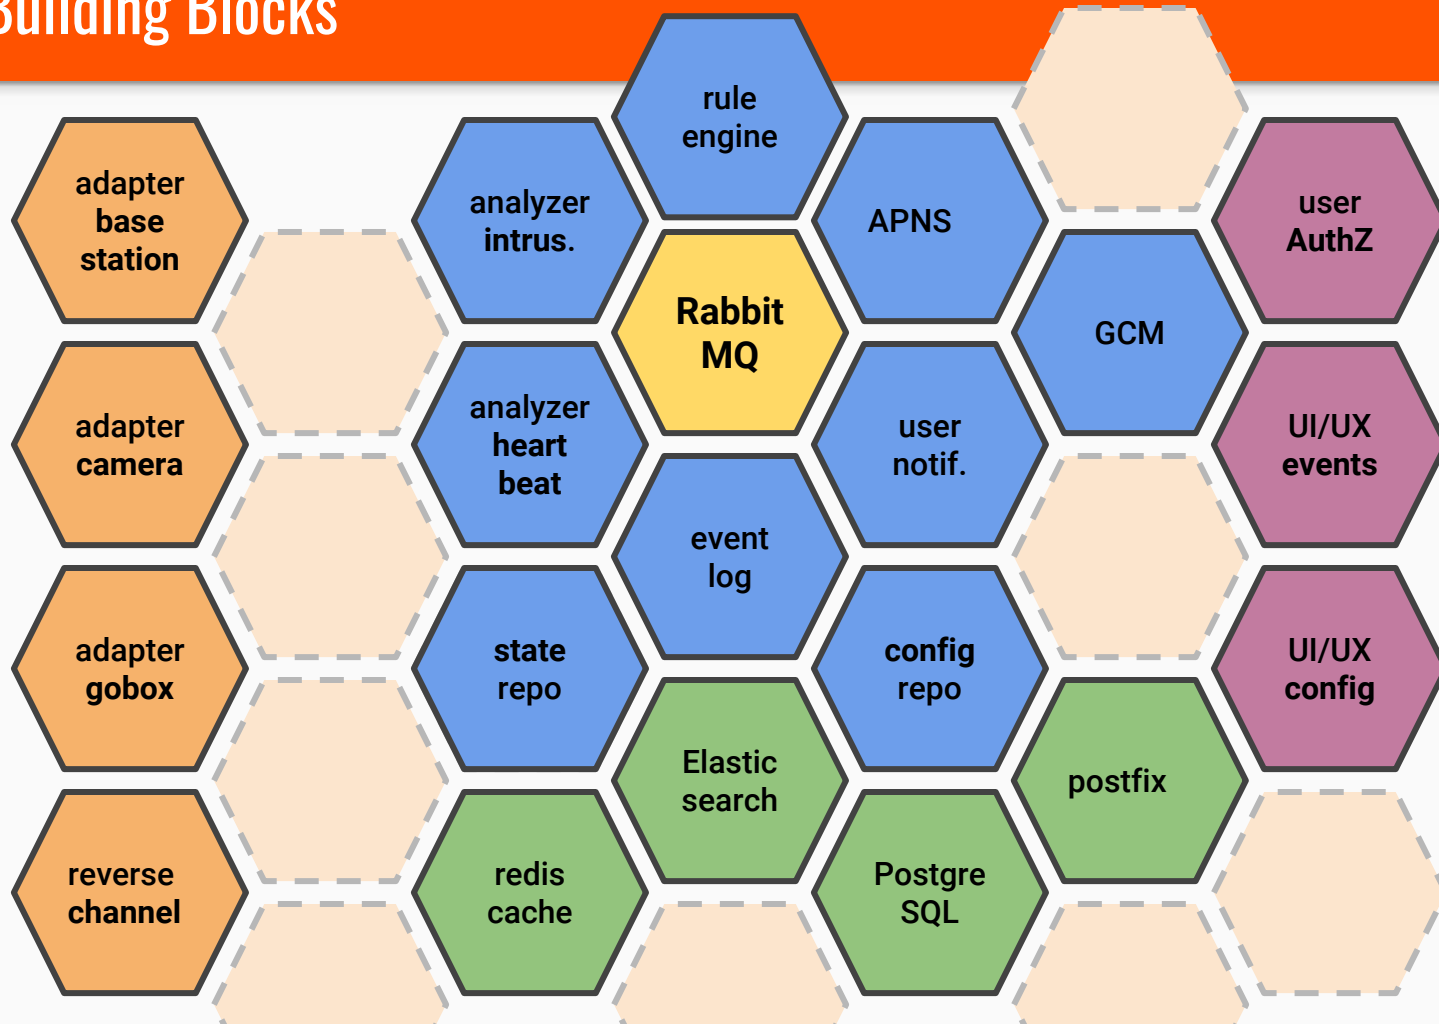 Building Blocks
rule
engine
adapter
base
station
analyzer
intrus.
APNS
user
AuthZ
Rabbit
MQ
GCM
adapter
camera
analyzer
heart
beat
user
notif.
UI/UX
events
event
log
adapter
gobox
state
repo
config
repo
UI/UX
config
Elastic
search
postfix
reverse
channel
redis
cache
Postgre
SQL